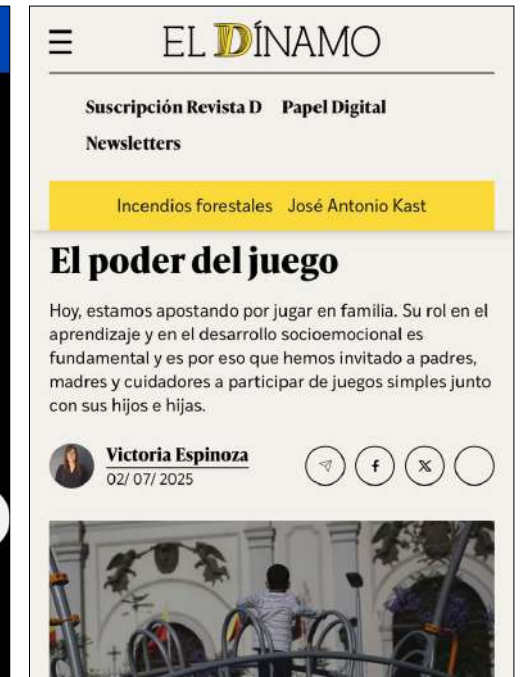 EL DÍNAMO
Suscripción Revista D Papel Digital
Newsletters
Incendios forestales José Antonio Kast
El poder del juego
Hoy, estamos apostando por jugar en familia. Su rol en el
aprendizaje y en el desarrollo socioemocional es
fundamental y es por eso que hemos invitado a padres,
madres y cuidadores a participar de juegos simples junto
con sus hijos e hijas.
Victoria Espinoza
02/ 07/ 2025